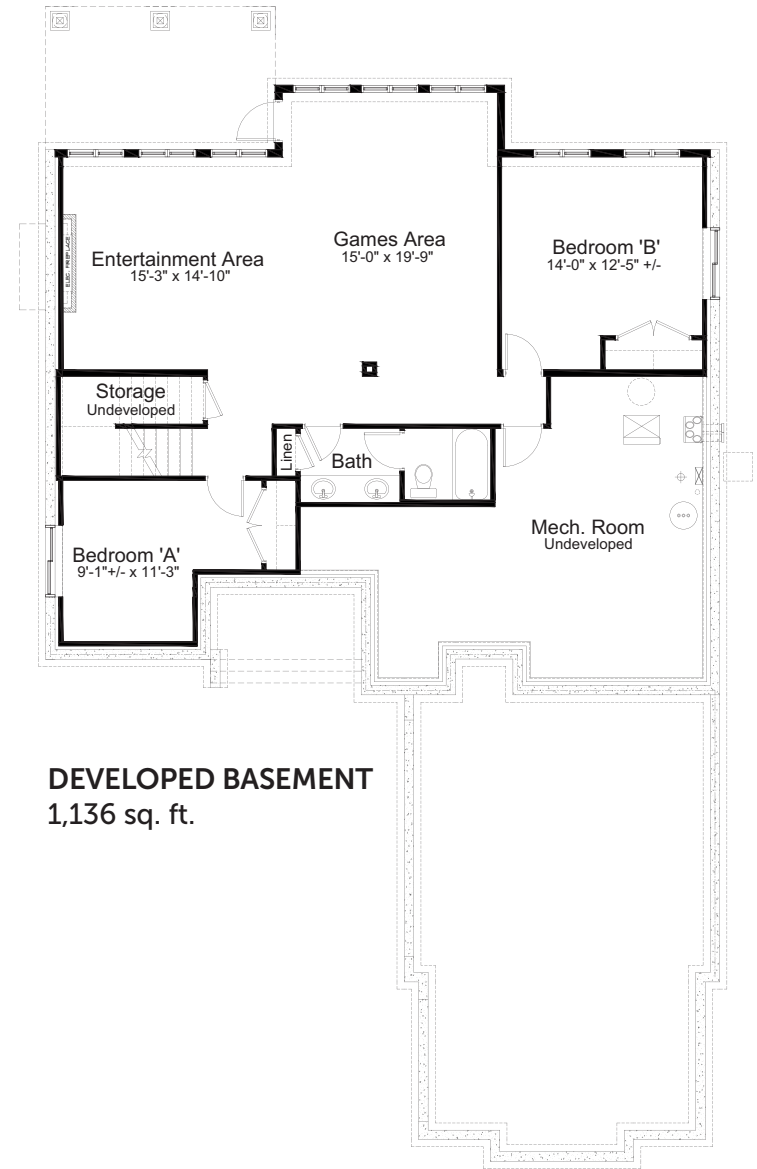 Games Area
15'-0" x 19'-9"
Entertainment Area
15'-3" x 14'-10"
ELEC. FIREPLACE
Bedroom 'B'
14'-0" x 12'-5" +/-
Storage
Undeveloped
Linen
Bath
Mech. Room
Undeveloped
Bedroom 'A'
9'-1"+/- x 11'-3"
DEVELOPED BASEMENT
1,136 sq. ft.